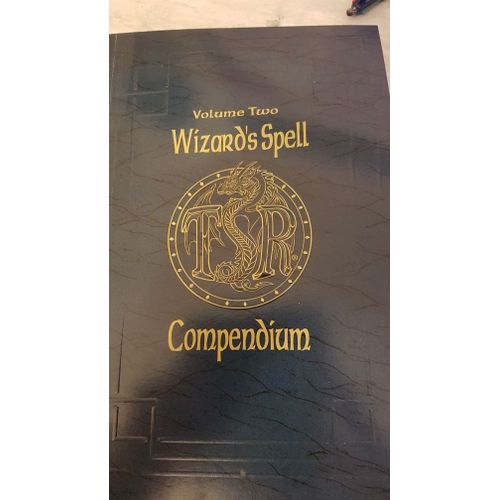 Volume Two
Wizard's Spell
TSR®
Compendium